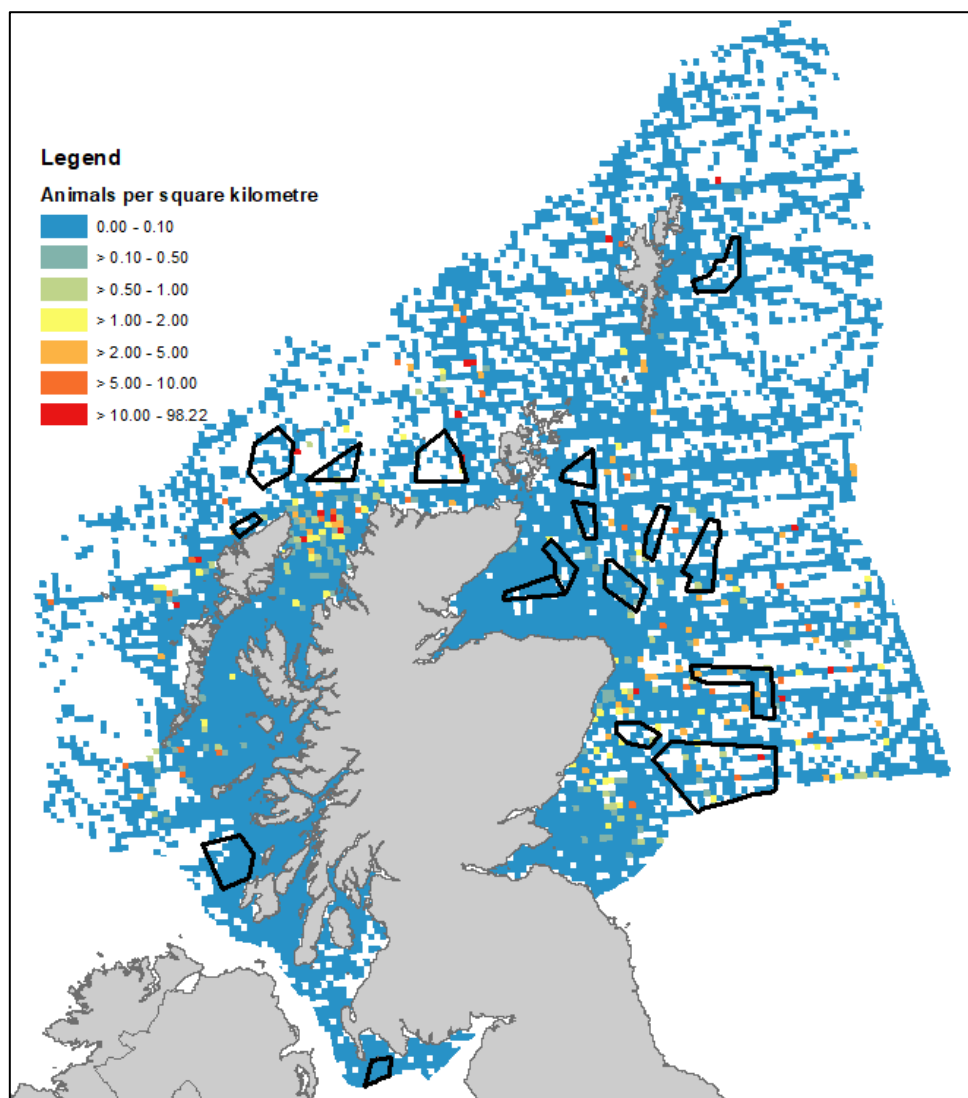 Legend
Animals per square kilometre
0.00 - 0.10
> 0.10 - 0.50
> 0.50 - 1.00
> 1.00 - 2.00
> 2.00 - 5.00
> 5.00 - 10.00
> 10.00 - 98.22